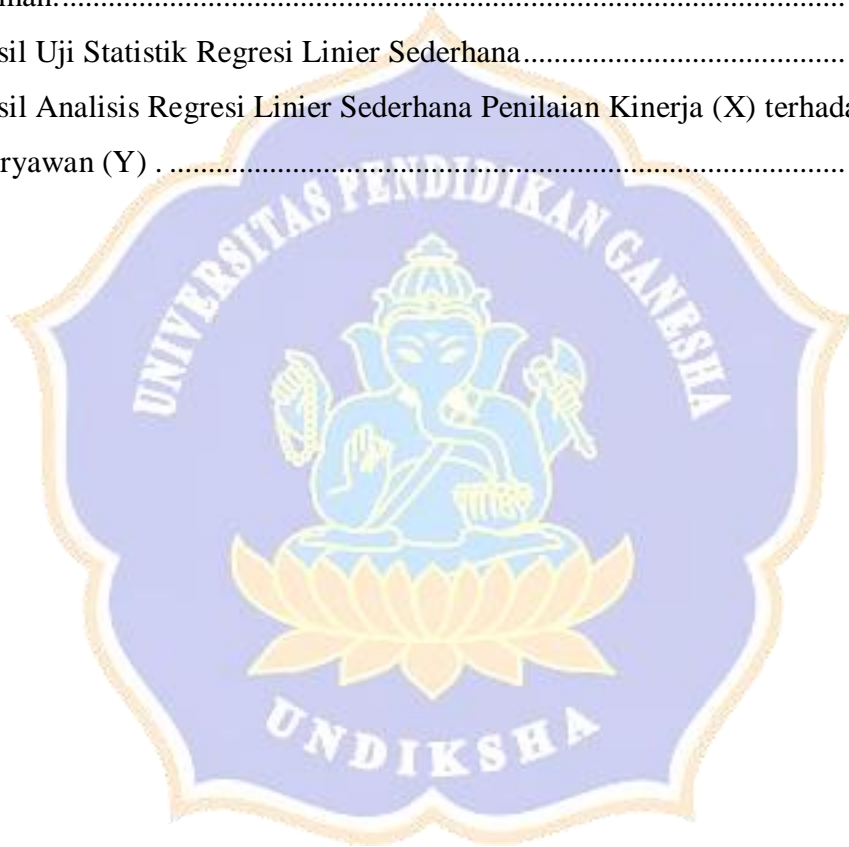 sil Uji Statistik Regresi Linier Sederhana................................................
sil Analisis Regresi Linier Sederhana Penilaian Kinerja (X) terhada
ryawan (Y) . ....................................................................................................
UNIVERSITAS PENDIDIKAN GANESHA
UNDIKSHA